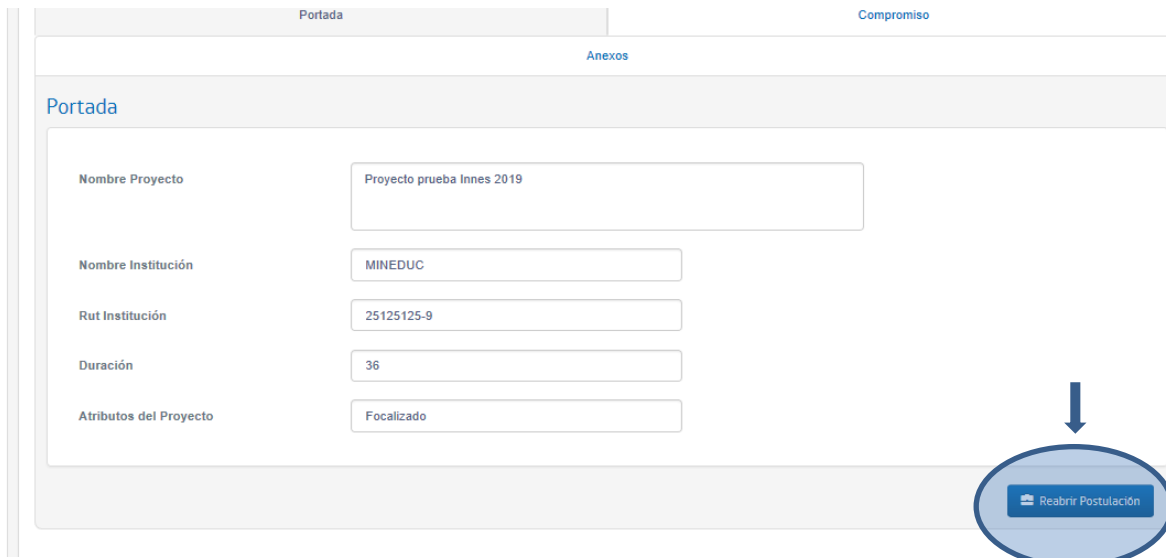 Portada Compromiso
Anexos
Portada
Nombre Proyecto Proyecto prueba Innes 2019
Nombre Institución MINEDUC
Rut Institución 25125125-9
Duración 36
Atributos del Proyecto Focalizado
Reabrir Postulación